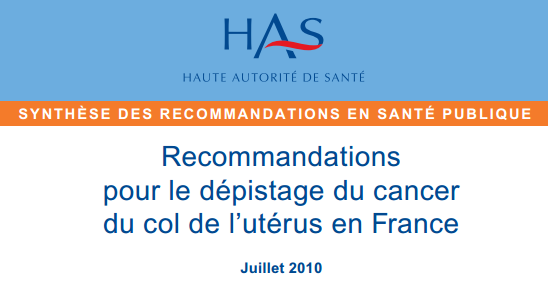 HAS
HAUTE AUTORITÉ DE SANTÉ
SYNTHÈSE DES RECOMMANDATIONS EN SANTÉ PUBLIQUE
Recommandations
pour le dépistage du cancer
du col de l’utérus en France
Juillet 2010